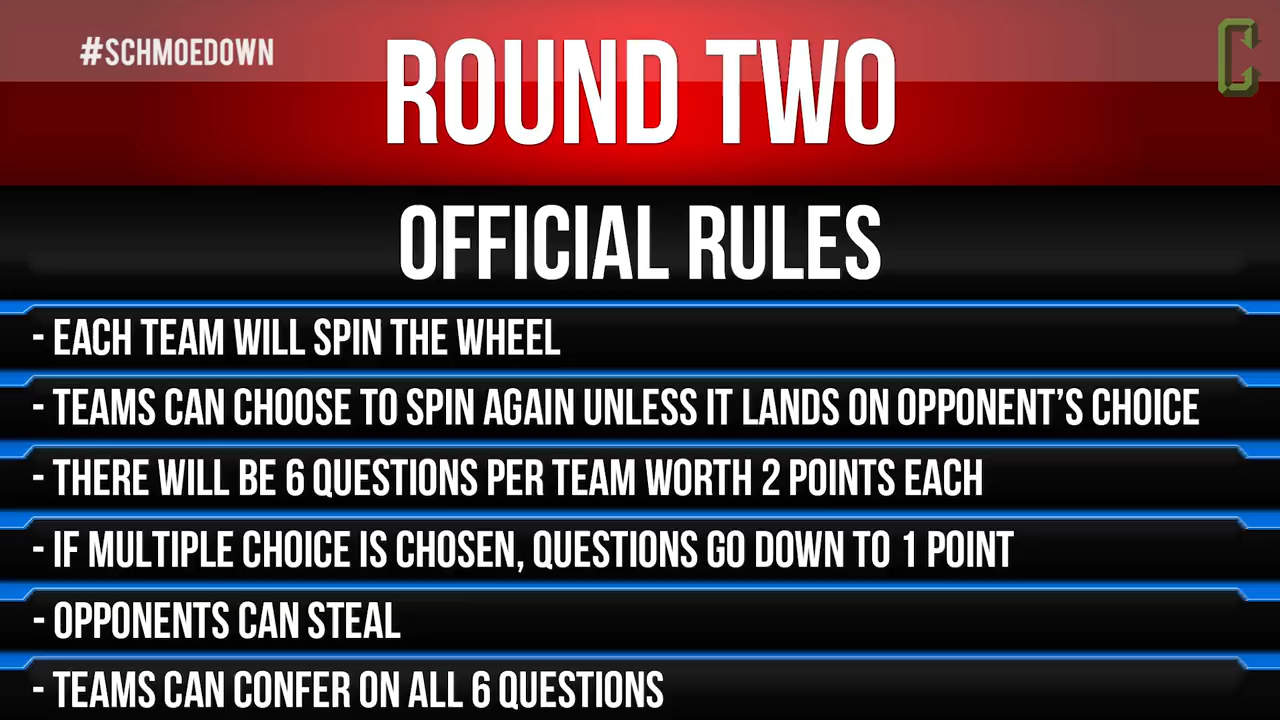 #SCHMOEDOWN
ROUND TWO
OFFICIAL RULES
- EACH TEAM WILL SPIN THE WHEEL
- TEAMS CAN CHOOSE TO SPIN AGAIN UNLESS IT LANDS ON OPPONENT'S CHOICE
- THERE WILL BE 6 QUESTIONS PER TEAM WORTH 2 POINTS EACH
- IF MULTIPLE CHOICE IS CHOSEN, QUESTIONS GO DOWN TO 1 POINT
- OPPONENTS CAN STEAL
- TEAMS CAN CONFER ON ALL 6 QUESTIONS